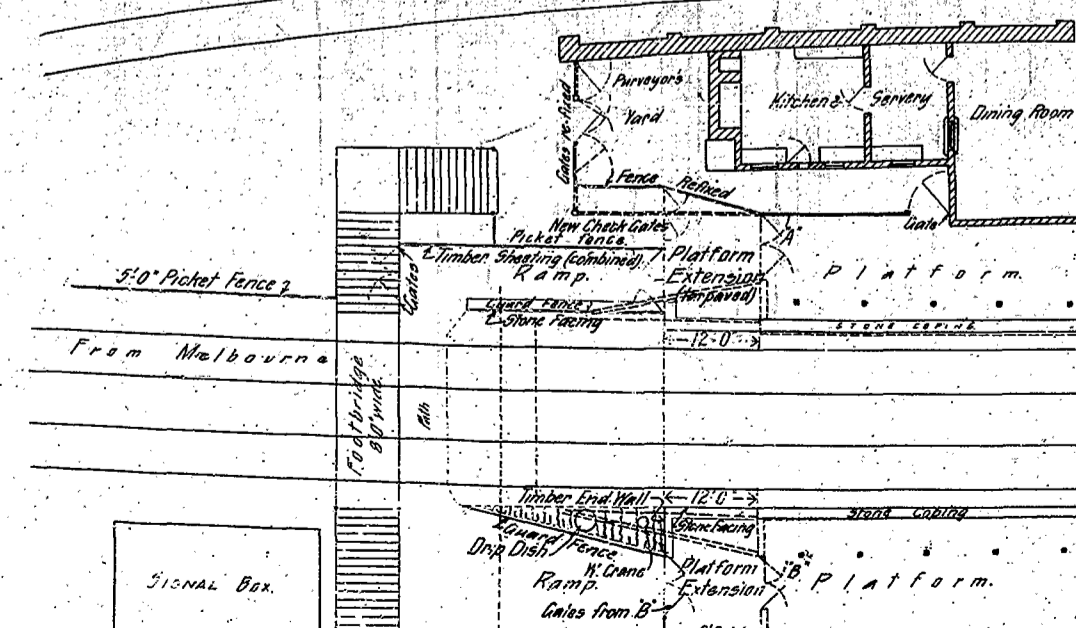 Purveyor's
Yard
Gates re-fixed
Kitchen &
Servery
Dining Room
Fence
Refixed
Gate
New Check Gates
Picket fence
Timber Sheeting (combined)
Ramp.
Platform
Extension
(tarpaved)
"A"
Platform.
5'.0" Picket Fence
Gates
Guard Fence
Stone Facing
12'.0
STONE COPING
From Melbourne
Footbridge
8'.0" wide.
Path
Timber End Wall
12'.0
Stone Facing
Stone Coping
Guard Fence
Drip Dish
W. Crane
Ramp.
Platform
Extension
"B"
Platform.
Gates from "B"
SIGNAL BOX.